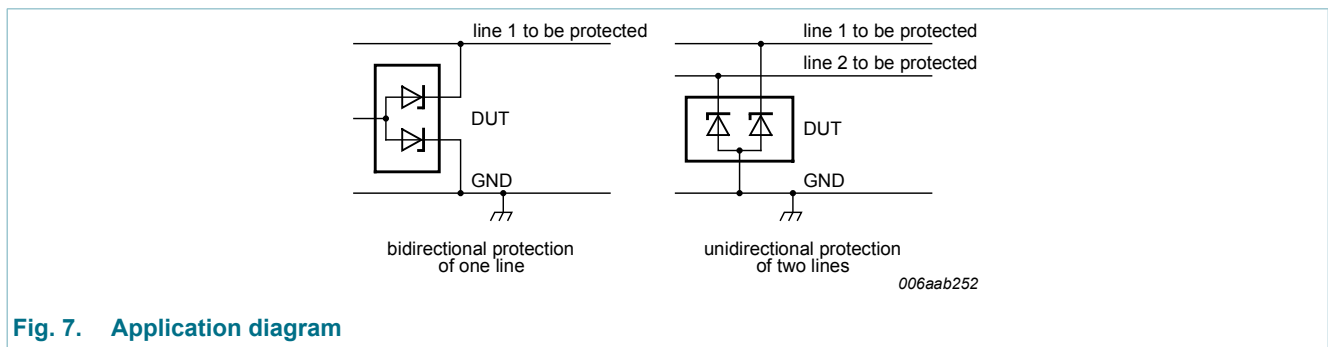 line 1 to be protected
DUT
GND
bidirectional protection
of one line
line 1 to be protected
line 2 to be protected
DUT
GND
unidirectional protection
of two lines
006aab252
Fig. 7. Application diagram